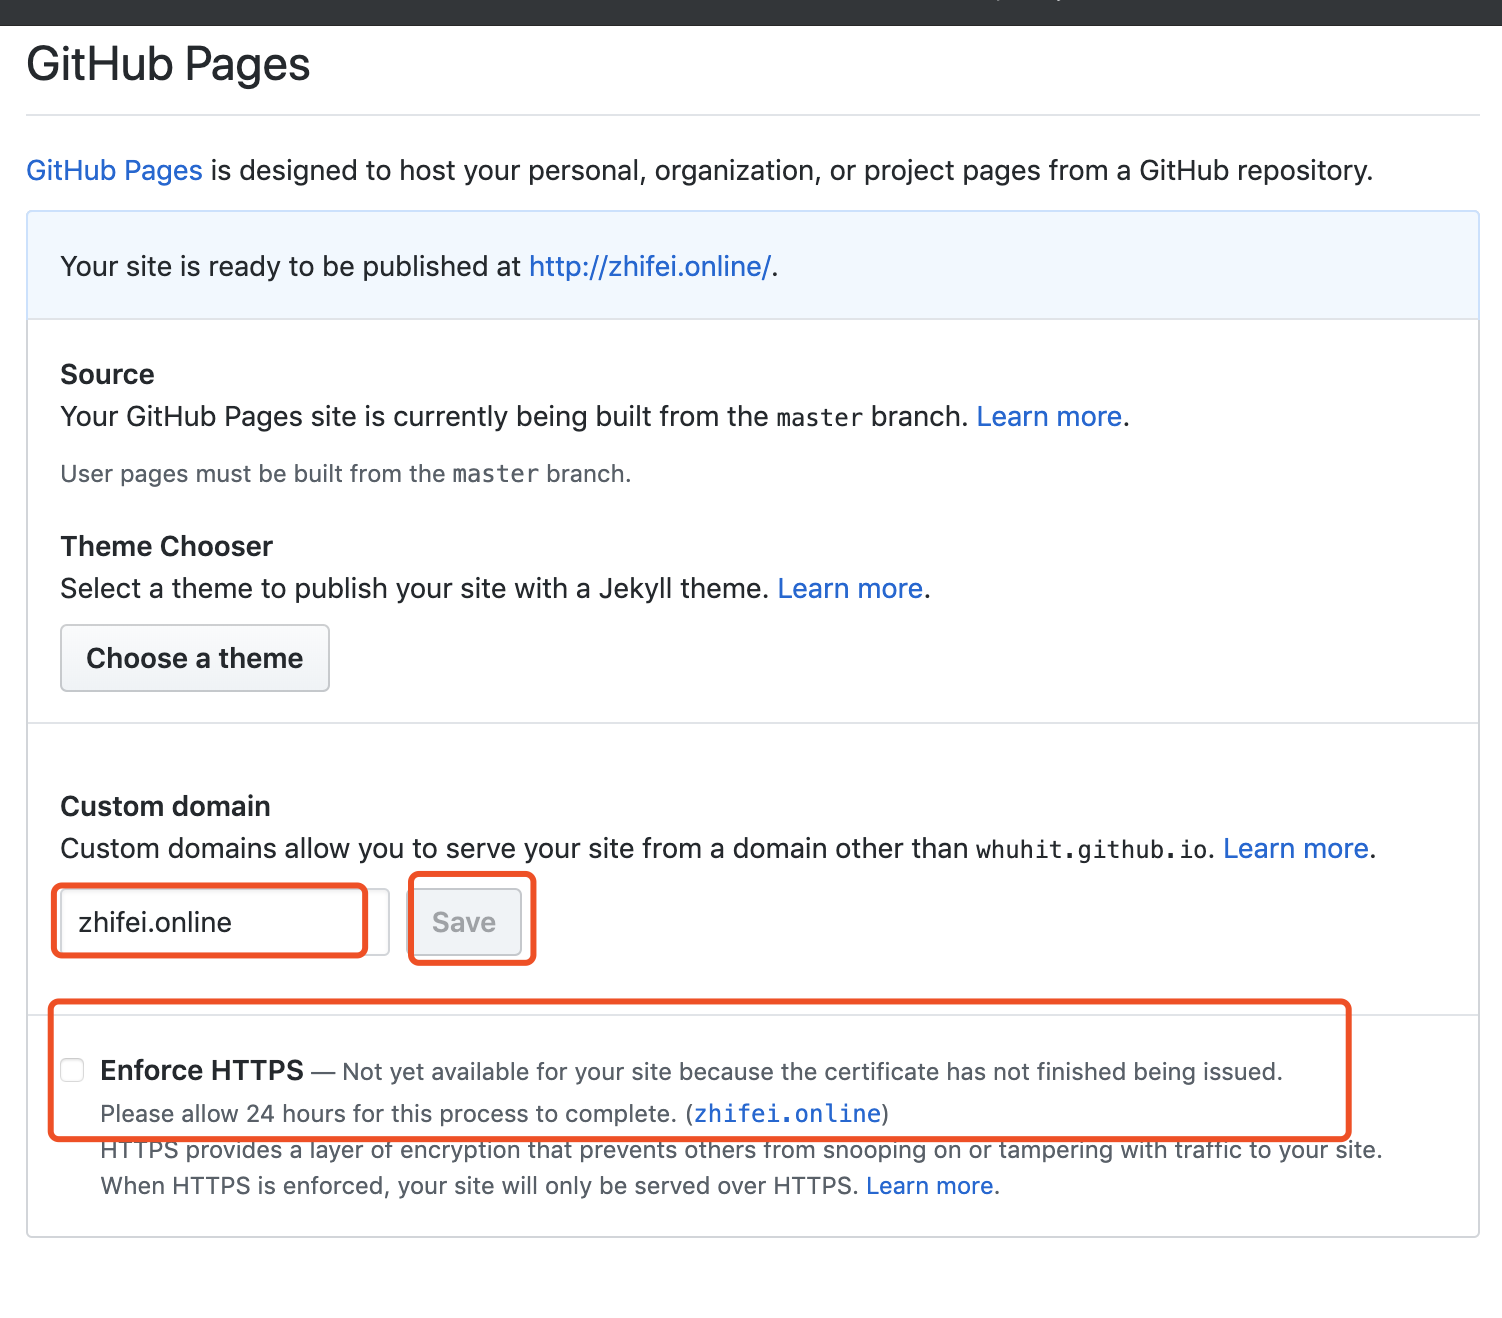 GitHub Pages
GitHub Pages is designed to host your personal, organization, or project pages from a GitHub repository.
Your site is ready to be published at http://zhifei.online/.
Source
Your GitHub Pages site is currently being built from the master branch. Learn more.
User pages must be built from the master branch.
Theme Chooser
Select a theme to publish your site with a Jekyll theme. Learn more.
Choose a theme
Custom domain
Custom domains allow you to serve your site from a domain other than whuhit.github.io. Learn more.
zhifei.online Save
Enforce HTTPS — Not yet available for your site because the certificate has not finished being issued.
Please allow 24 hours for this process to complete. (zhifei.online)
HTTPS provides a layer of encryption that prevents others from snooping on or tampering with traffic to your site.
When HTTPS is enforced, your site will only be served over HTTPS. Learn more.